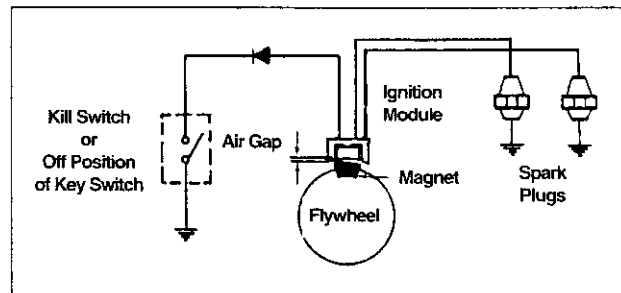 Kill Switch
or
Off Position
of Key Switch
Air Gap
Ignition
Module
Magnet
Flywheel
Spark
Plugs